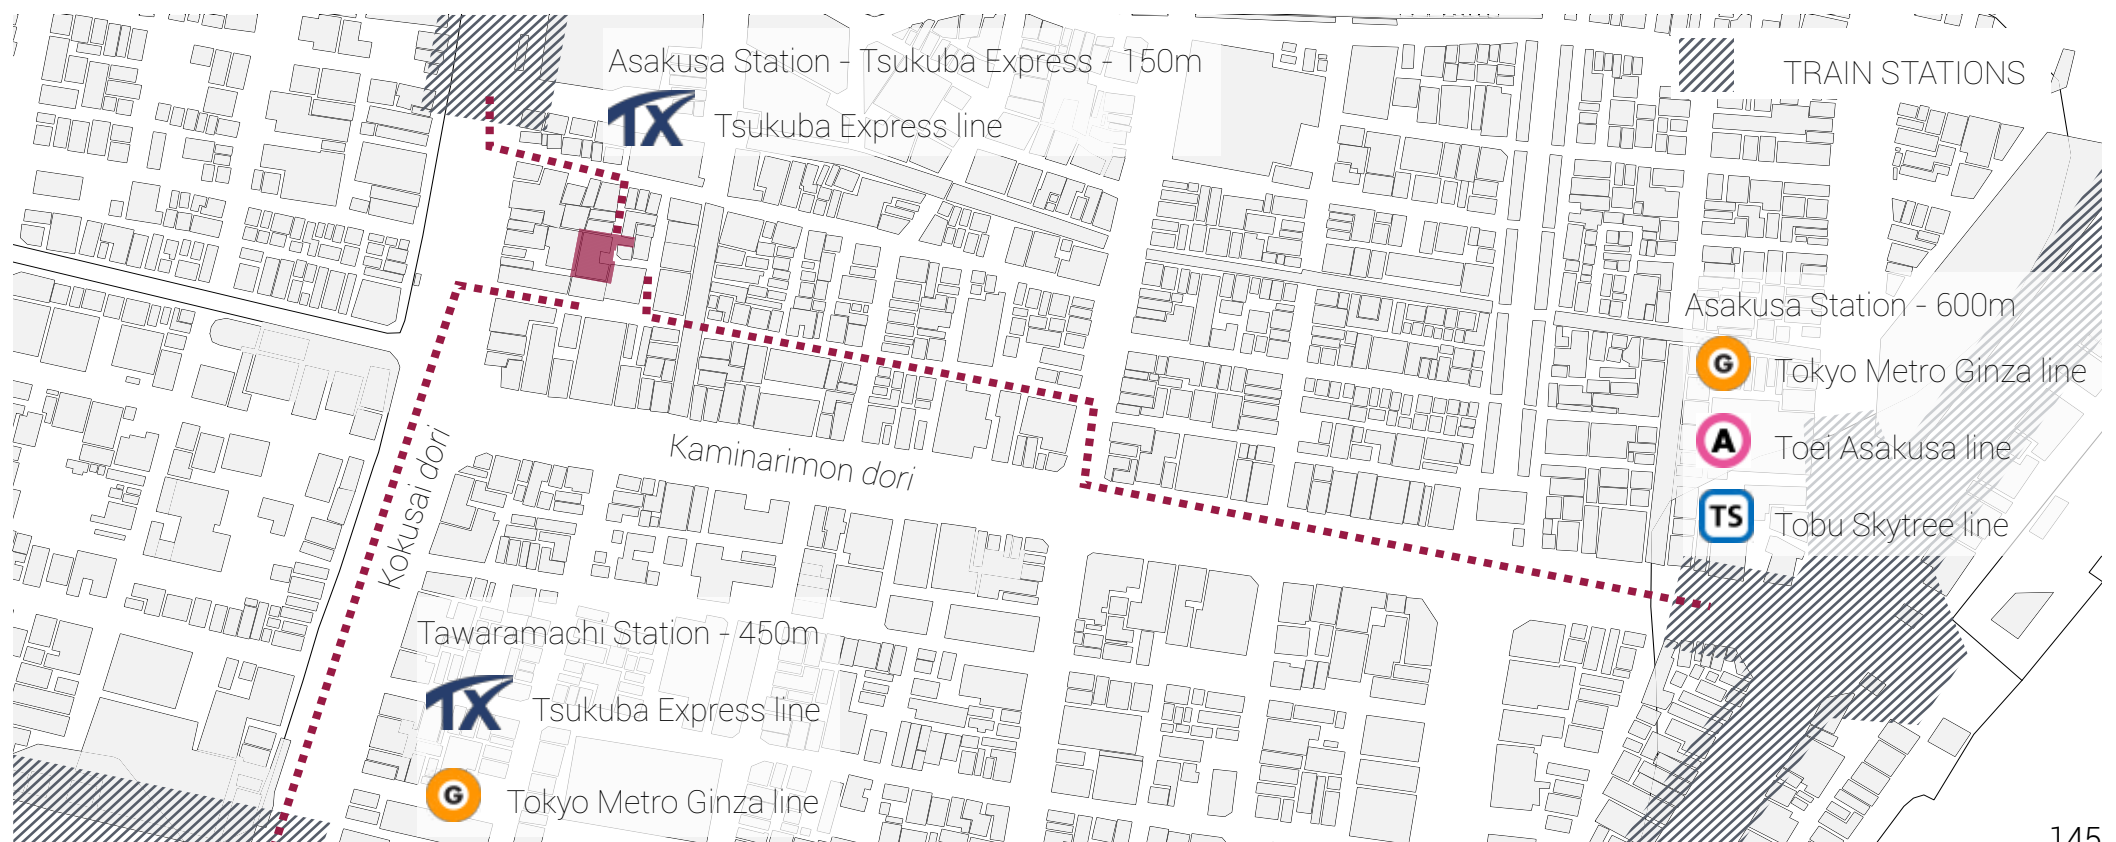 Asakusa Station - Tsukuba Express - 150m
TX Tsukuba Express line
TRAIN STATIONS
Asakusa Station - 600m
G Tokyo Metro Ginza line
A Toei Asakusa line
TS Tobu Skytree line
Kaminarimon dori
Kokusai dori
Tawaramachi Station - 450m
TX Tsukuba Express line
G Tokyo Metro Ginza line
145